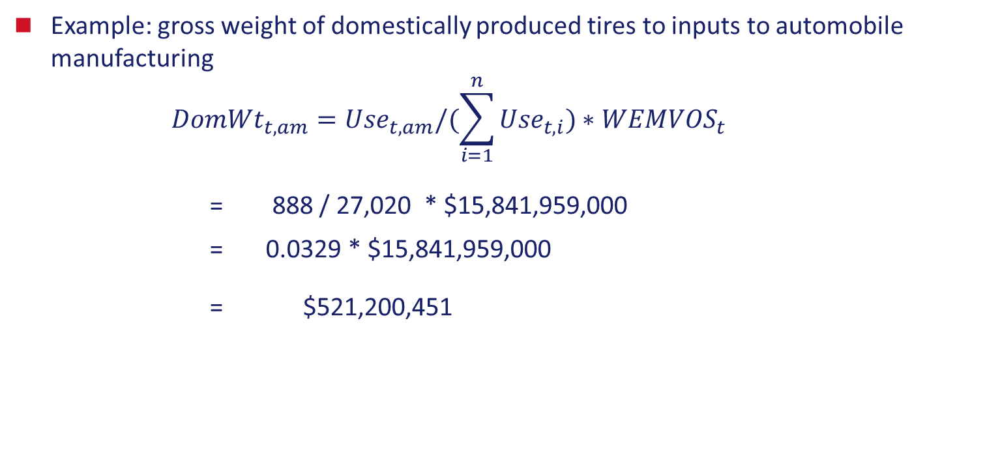 Example: gross weight of domestically produced tires to inputs to automobile
manufacturing
n
DomWt_{t,am} = Use_{t,am}/(∑ Use_{t,i}) ∗ WEMVOS_t
i=1
= 888 / 27,020 * $15,841,959,000
= 0.0329 * $15,841,959,000
= $521,200,451